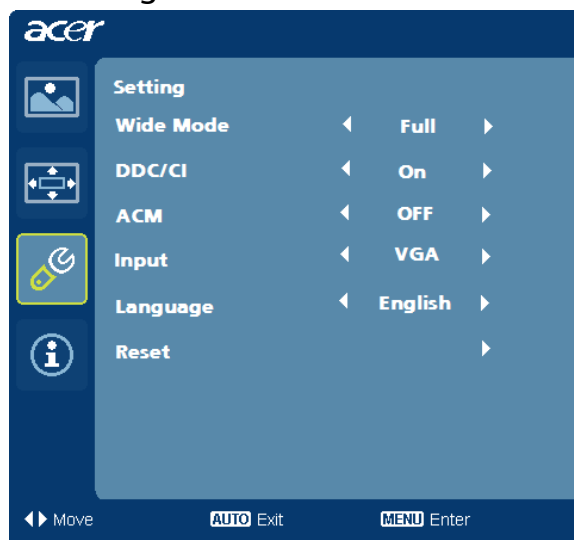 acer
Setting
Wide Mode Full
DDC/CI On
ACM OFF
Input VGA
Language English
Reset
Move AUTO Exit MENU Enter